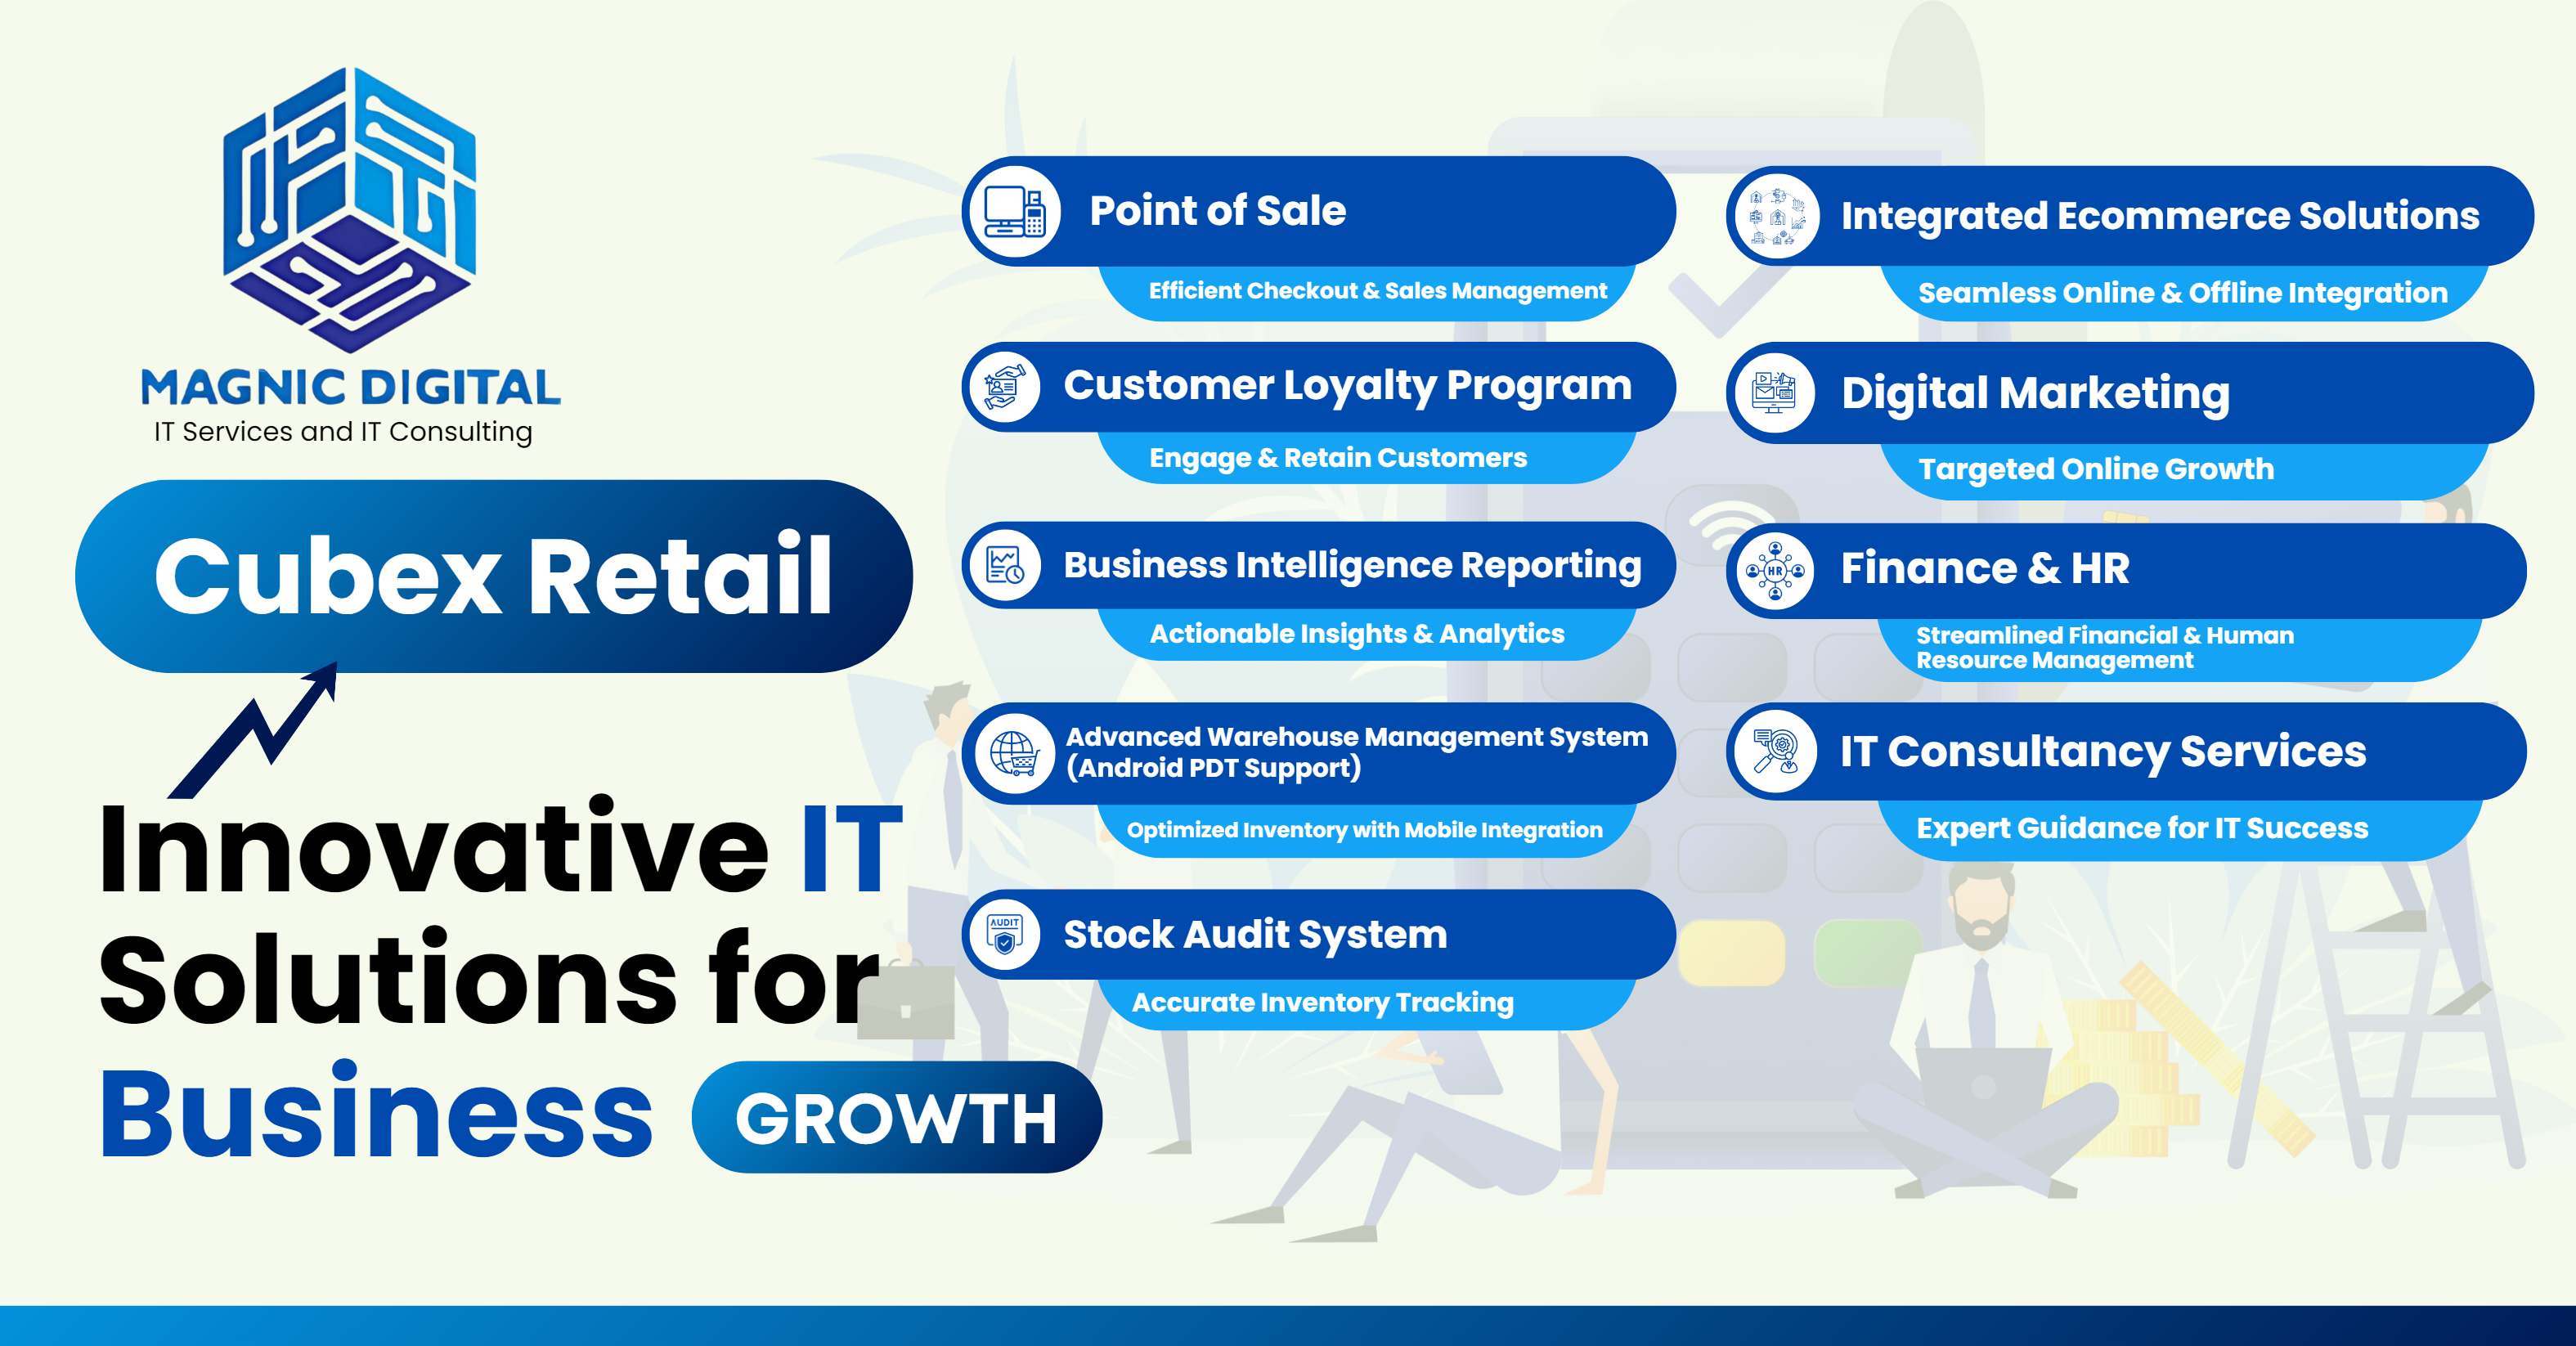 MAGNIC DIGITAL
IT Services and IT Consulting
Cubex Retail
Innovative IT
Solutions for
Business GROWTH
Point of Sale
Efficient Checkout & Sales Management
Customer Loyalty Program
Engage & Retain Customers
Business Intelligence Reporting
Actionable Insights & Analytics
Advanced Warehouse Management System
(Android PDT Support)
Optimized Inventory with Mobile Integration
AUDIT
Stock Audit System
Accurate Inventory Tracking
Integrated Ecommerce Solutions
Seamless Online & Offline Integration
Digital Marketing
Targeted Online Growth
HR
Finance & HR
Streamlined Financial & Human
Resource Management
IT Consultancy Services
Expert Guidance for IT Success